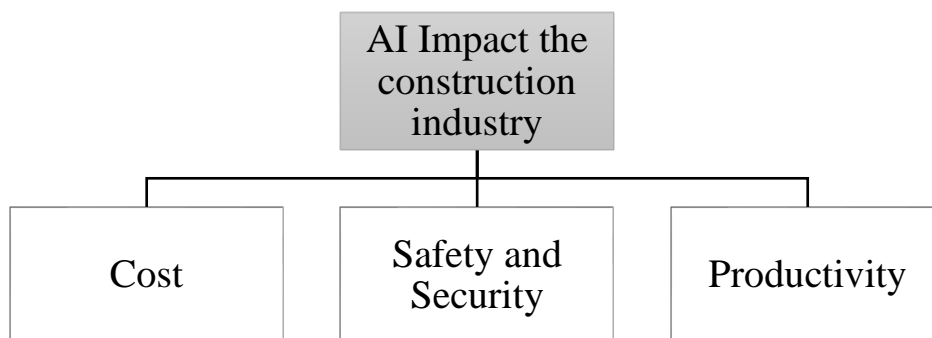 AI Impact the
construction
industry
Cost
Safety and
Security
Productivity